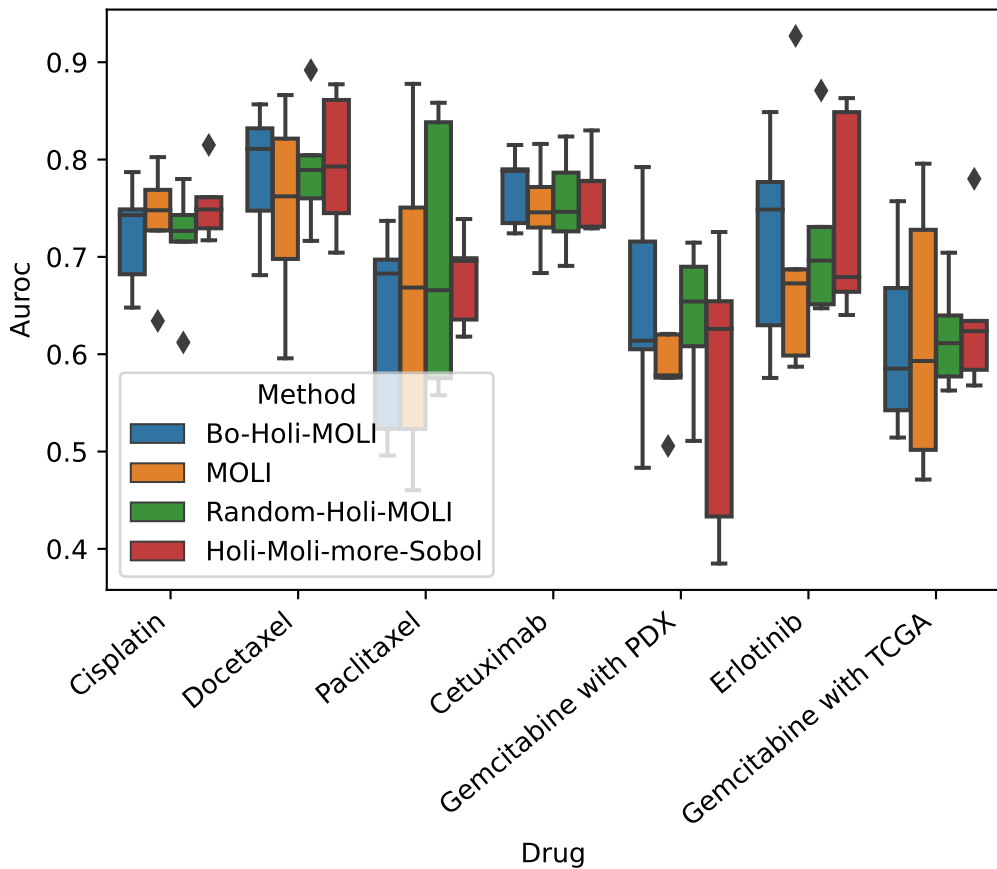 0.9
0.8
0.7
0.6
0.5
0.4
Auroc
Method
Bo-Holi-MOLI
MOLI
Random-Holi-MOLI
Holi-Moli-more-Sobol
Cisplatin
Docetaxel
Paclitaxel
Cetuximab
Gemcitabine with PDX
Erlotinib
Gemcitabine with TCGA
Drug